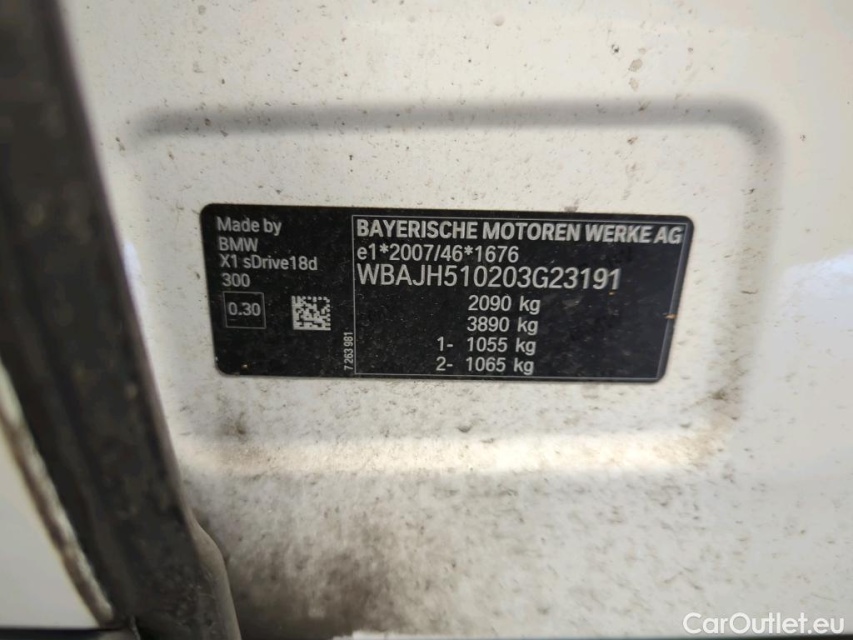 Made by
BMW
X1 sDrive18d
300
0.30
7 263 981
BAYERISCHE MOTOREN WERKE AG
e1*2007/46*1676
WBAJH510203G23191
2090 kg
3890 kg
1- 1055 kg
2- 1065 kg
CarOutlet.eu